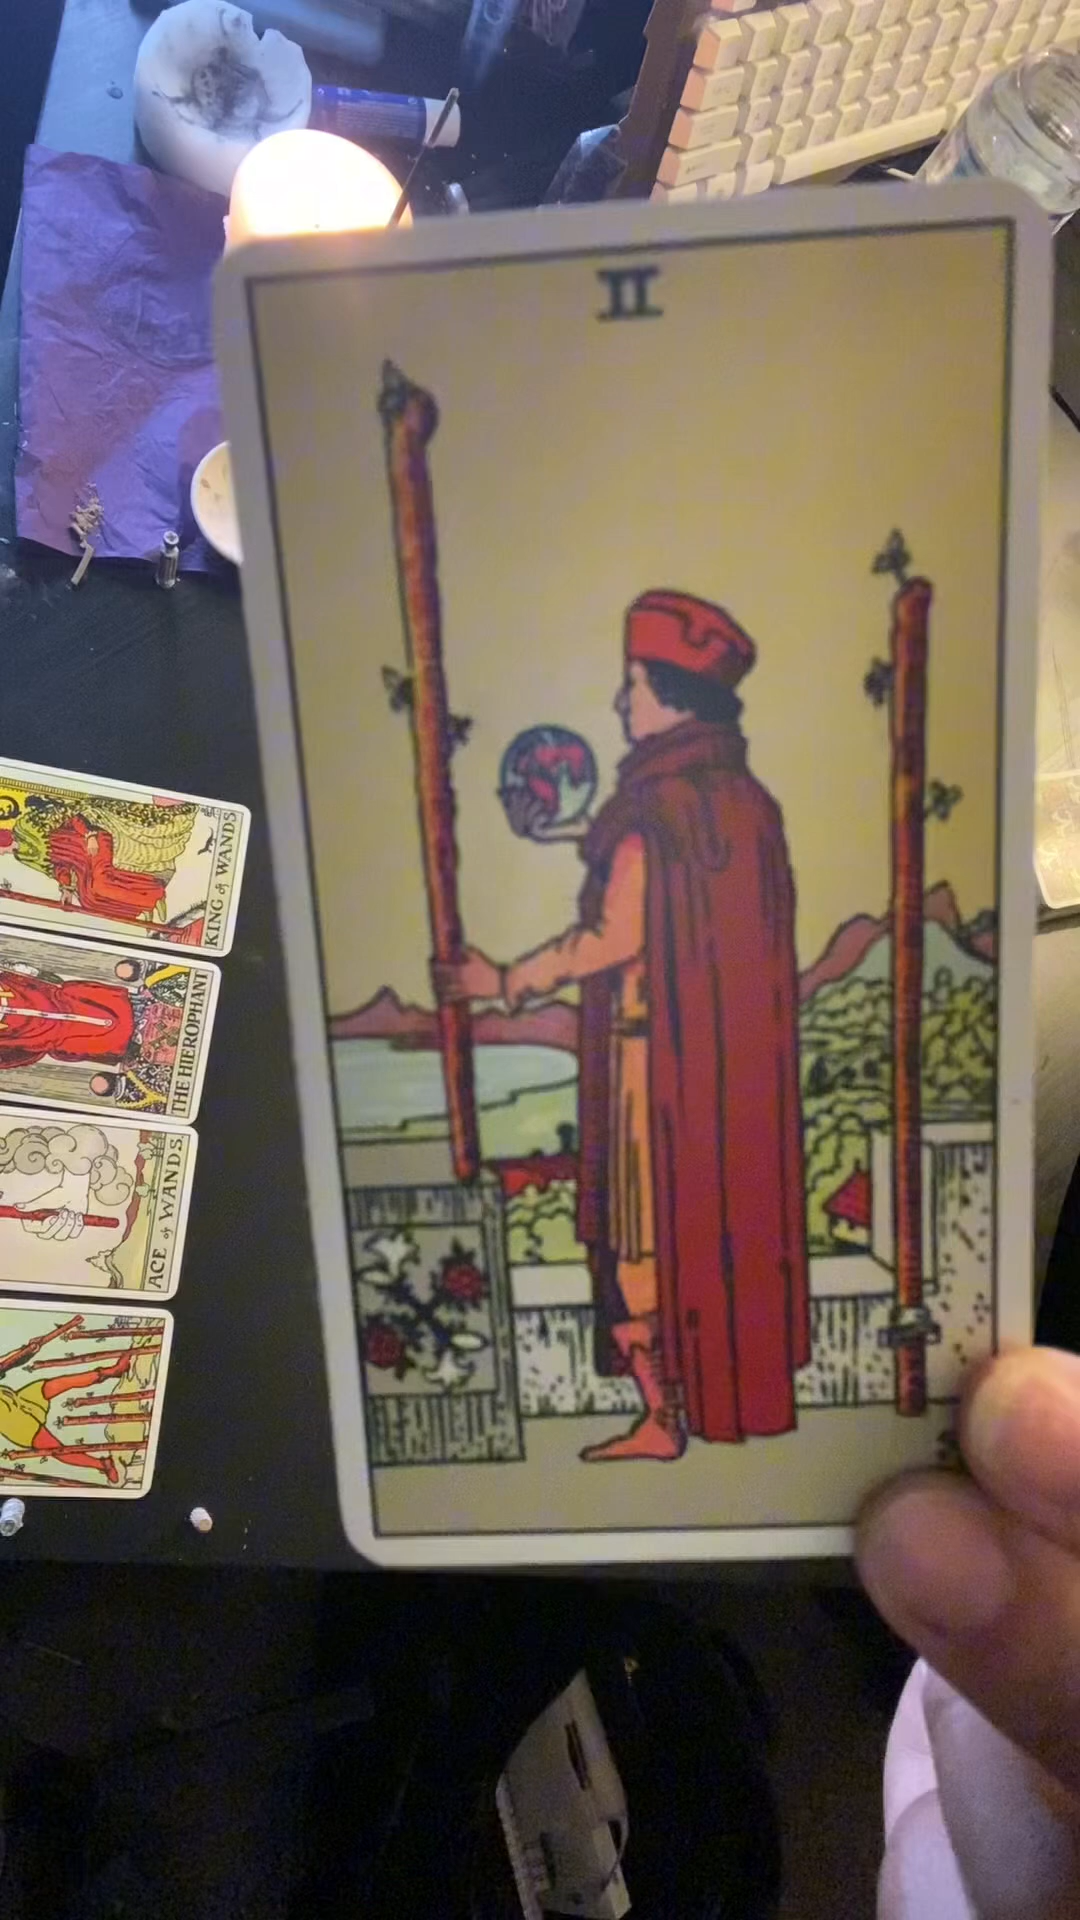 II
KING of WANDS
THE HIEROPHANT
ACE of WANDS